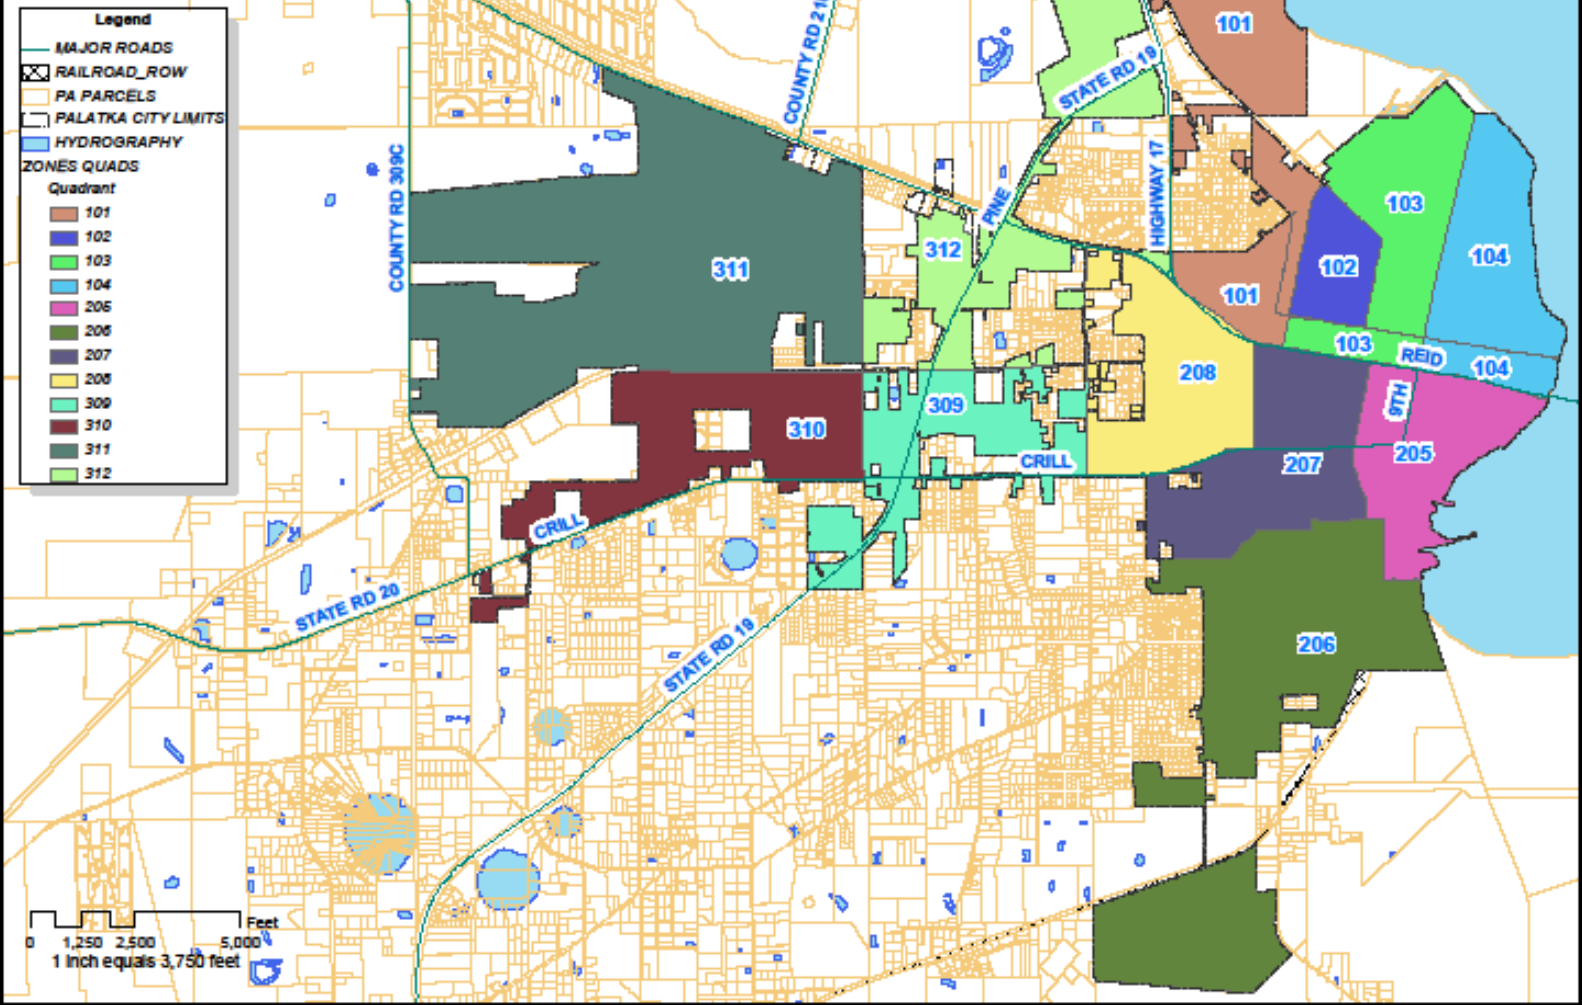 Legend
MAJOR ROADS
RAILROAD_ROW
PA PARCELS
PALATKA CITY LIMITS
HYDROGRAPHY
ZONES QUADS
Quadrant
101
102
103
104
205
206
207
208
309
310
311
312
COUNTY RD 309C
COUNTY RD 21
STATE RD 19
HIGHWAY 17
PINE
101
103
104
102
101
103
REID
104
9TH
205
207
208
206
311
312
309
310
CRILL
CRILL
STATE RD 20
STATE RD 19
Feet
0 1,250 2,500 5,000
1 inch equals 3,750 feet